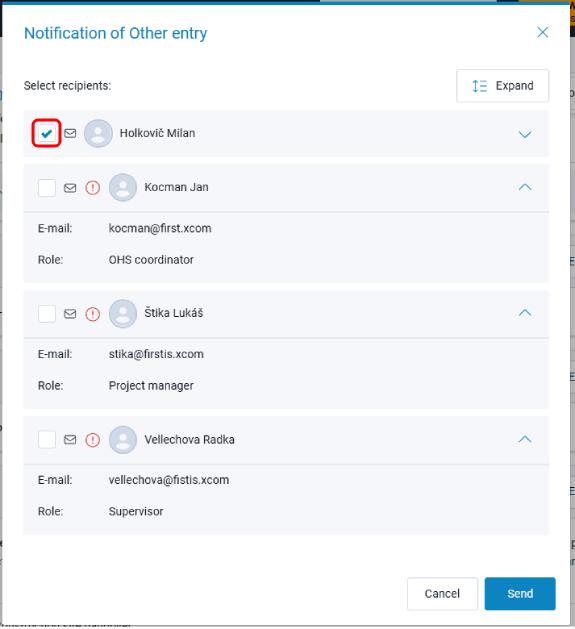 Notification of Other entry
Select recipients:
Expand
Holkovič Milan
Kocman Jan
E-mail: kocman@first.xcom
Role: OHS coordinator
Štika Lukáš
E-mail: stika@firstis.xcom
Role: Project manager
Vellechova Radka
E-mail: vellechova@fistis.xcom
Role: Supervisor
Cancel
Send